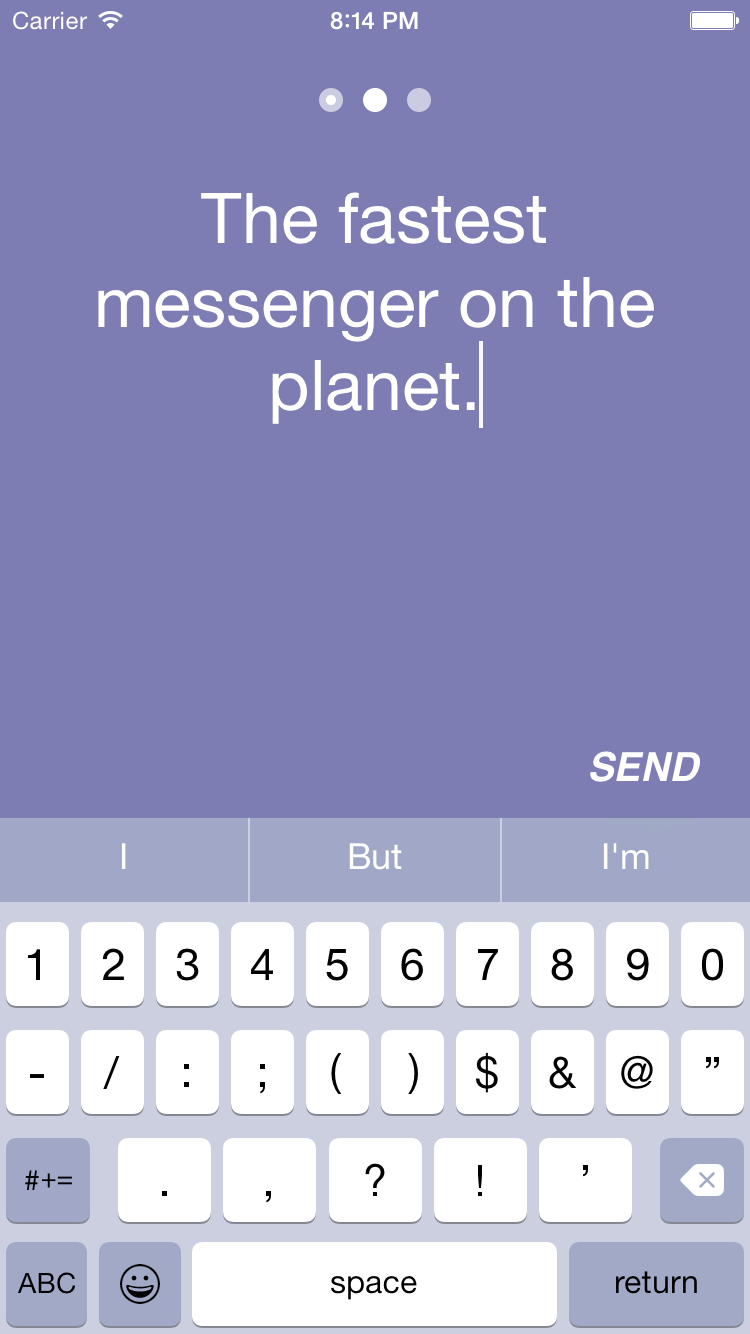 Carrier 8:14 PM
The fastest
messenger on the
planet.
SEND
I But I'm
1 2 3 4 5 6 7 8 9 0
- / : ; ( ) $ & @ ”
#+= . , ? ! ’
ABC space return